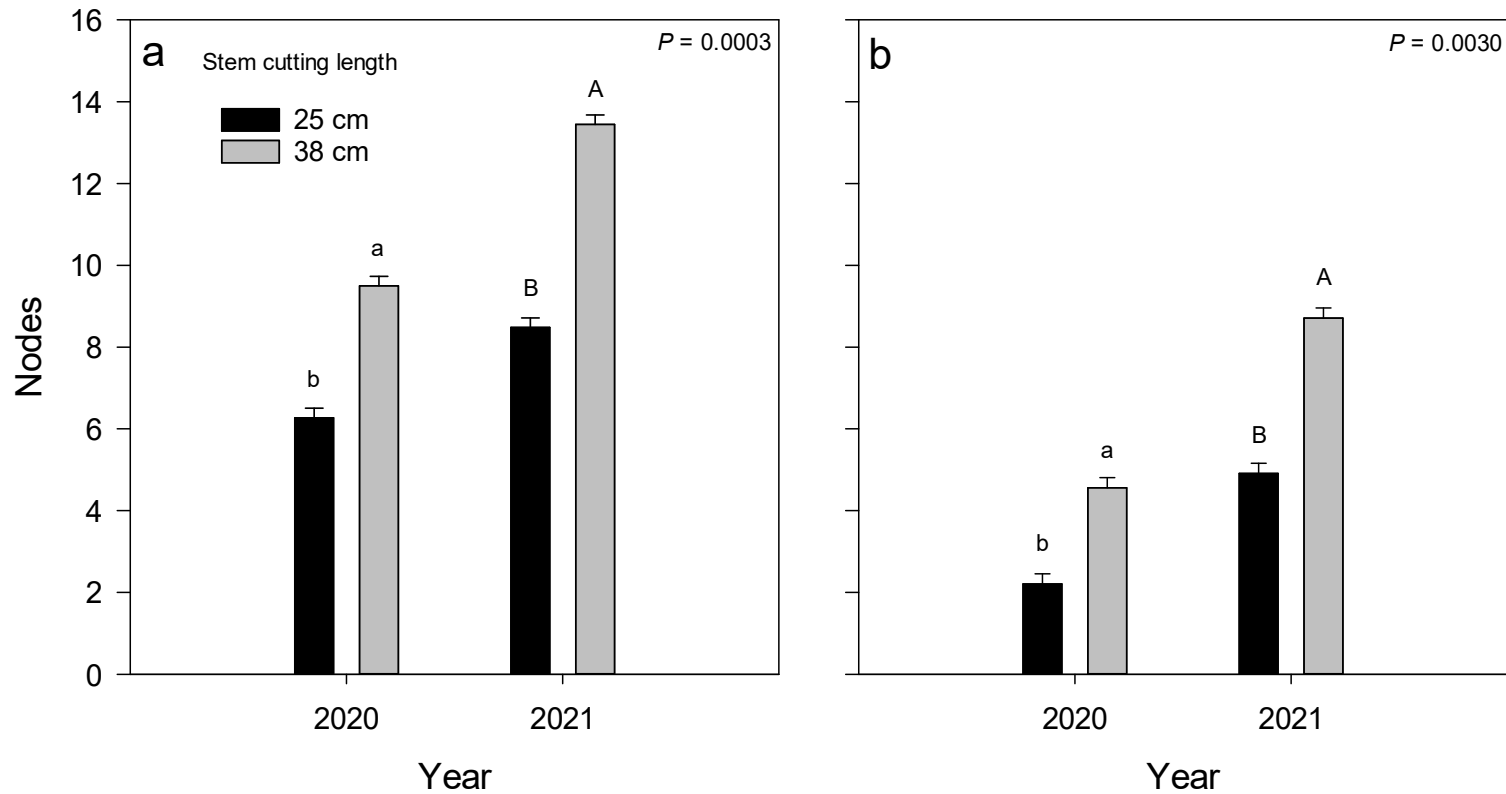 a
Stem cutting length
25 cm
38 cm
P = 0.0003
16
14
12
10
8
6
4
2
0
Nodes
b
a
B
A
2020
2021
Year
b
P = 0.0030
b
a
B
A
2020
2021
Year